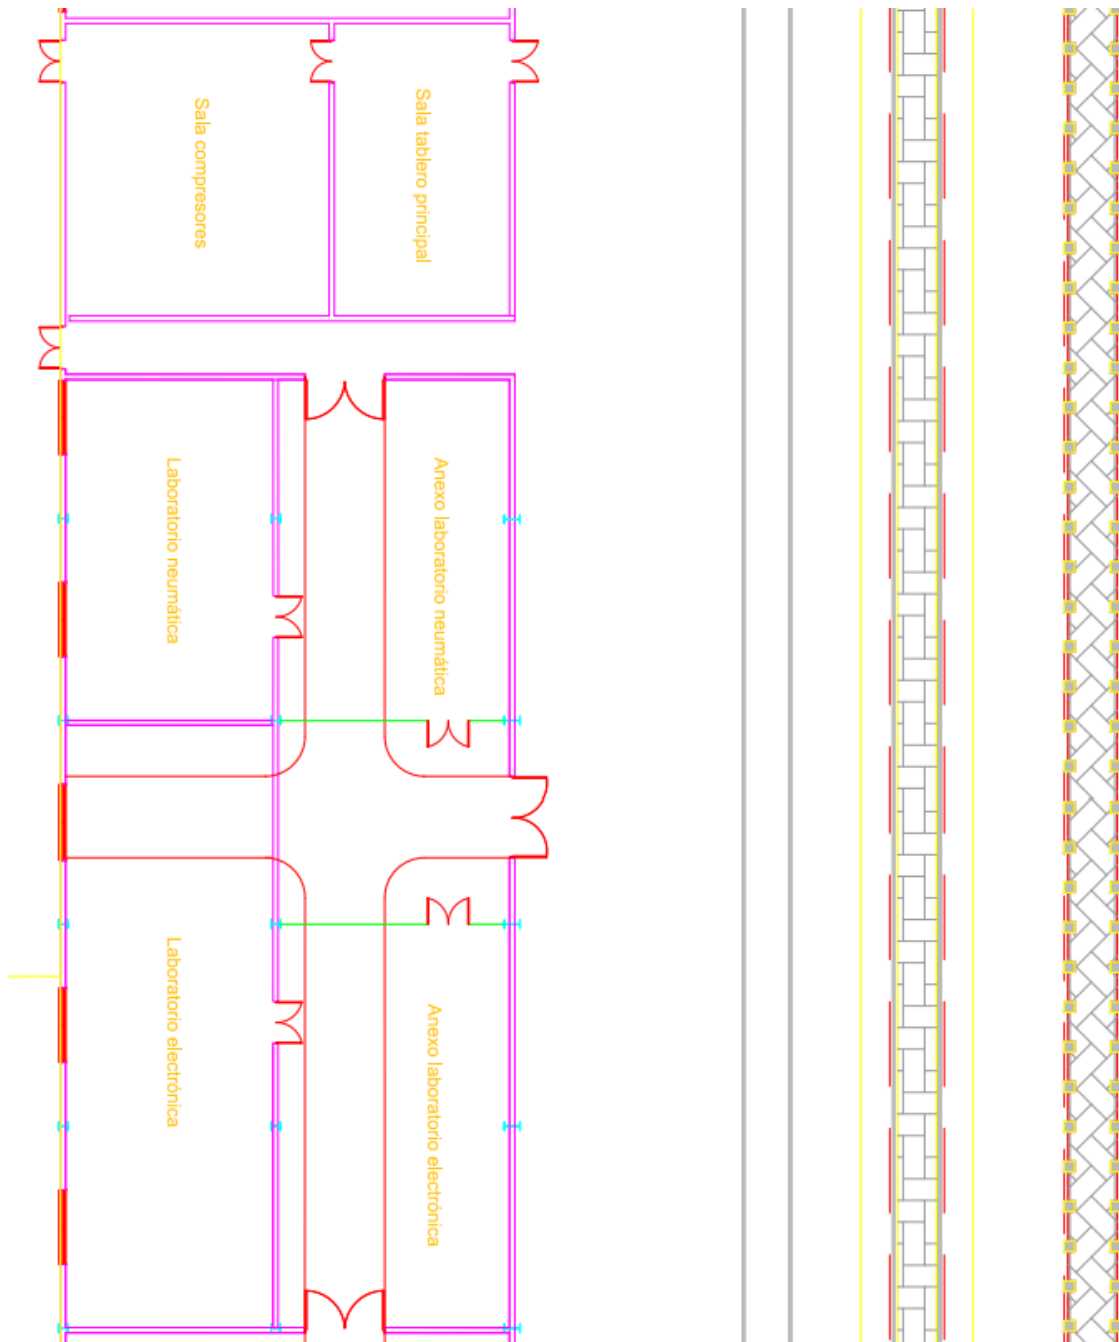 Sala compresores
Sala tablero principal
Laboratorio neumática
Anexo laboratorio neumática
Laboratorio electrónica
Anexo laboratorio electrónica